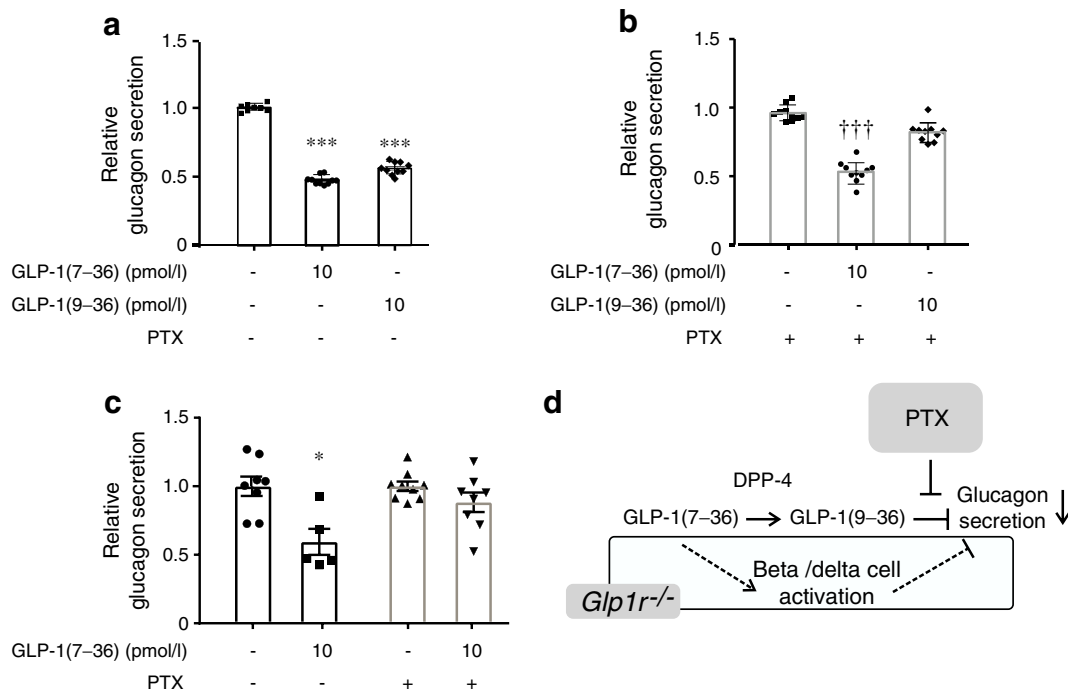 a
Relative
glucagon secretion
1.5
1.0
0.5
0
*** ***
GLP-1(7–36) (pmol/l) - 10 -
GLP-1(9–36) (pmol/l) - - 10
PTX - - -
b
Relative
glucagon secretion
1.5
1.0
0.5
0
†††
GLP-1(7–36) (pmol/l) - 10 -
GLP-1(9–36) (pmol/l) - - 10
PTX + + +
c
Relative
glucagon secretion
1.5
1.0
0.5
0
*
GLP-1(7–36) (pmol/l) - 10 - 10
PTX - - + +
d
PTX
DPP-4
GLP-1(7–36) GLP-1(9–36)
Glucagon
secretion
Beta /delta cell
activation
Glp1r-/-